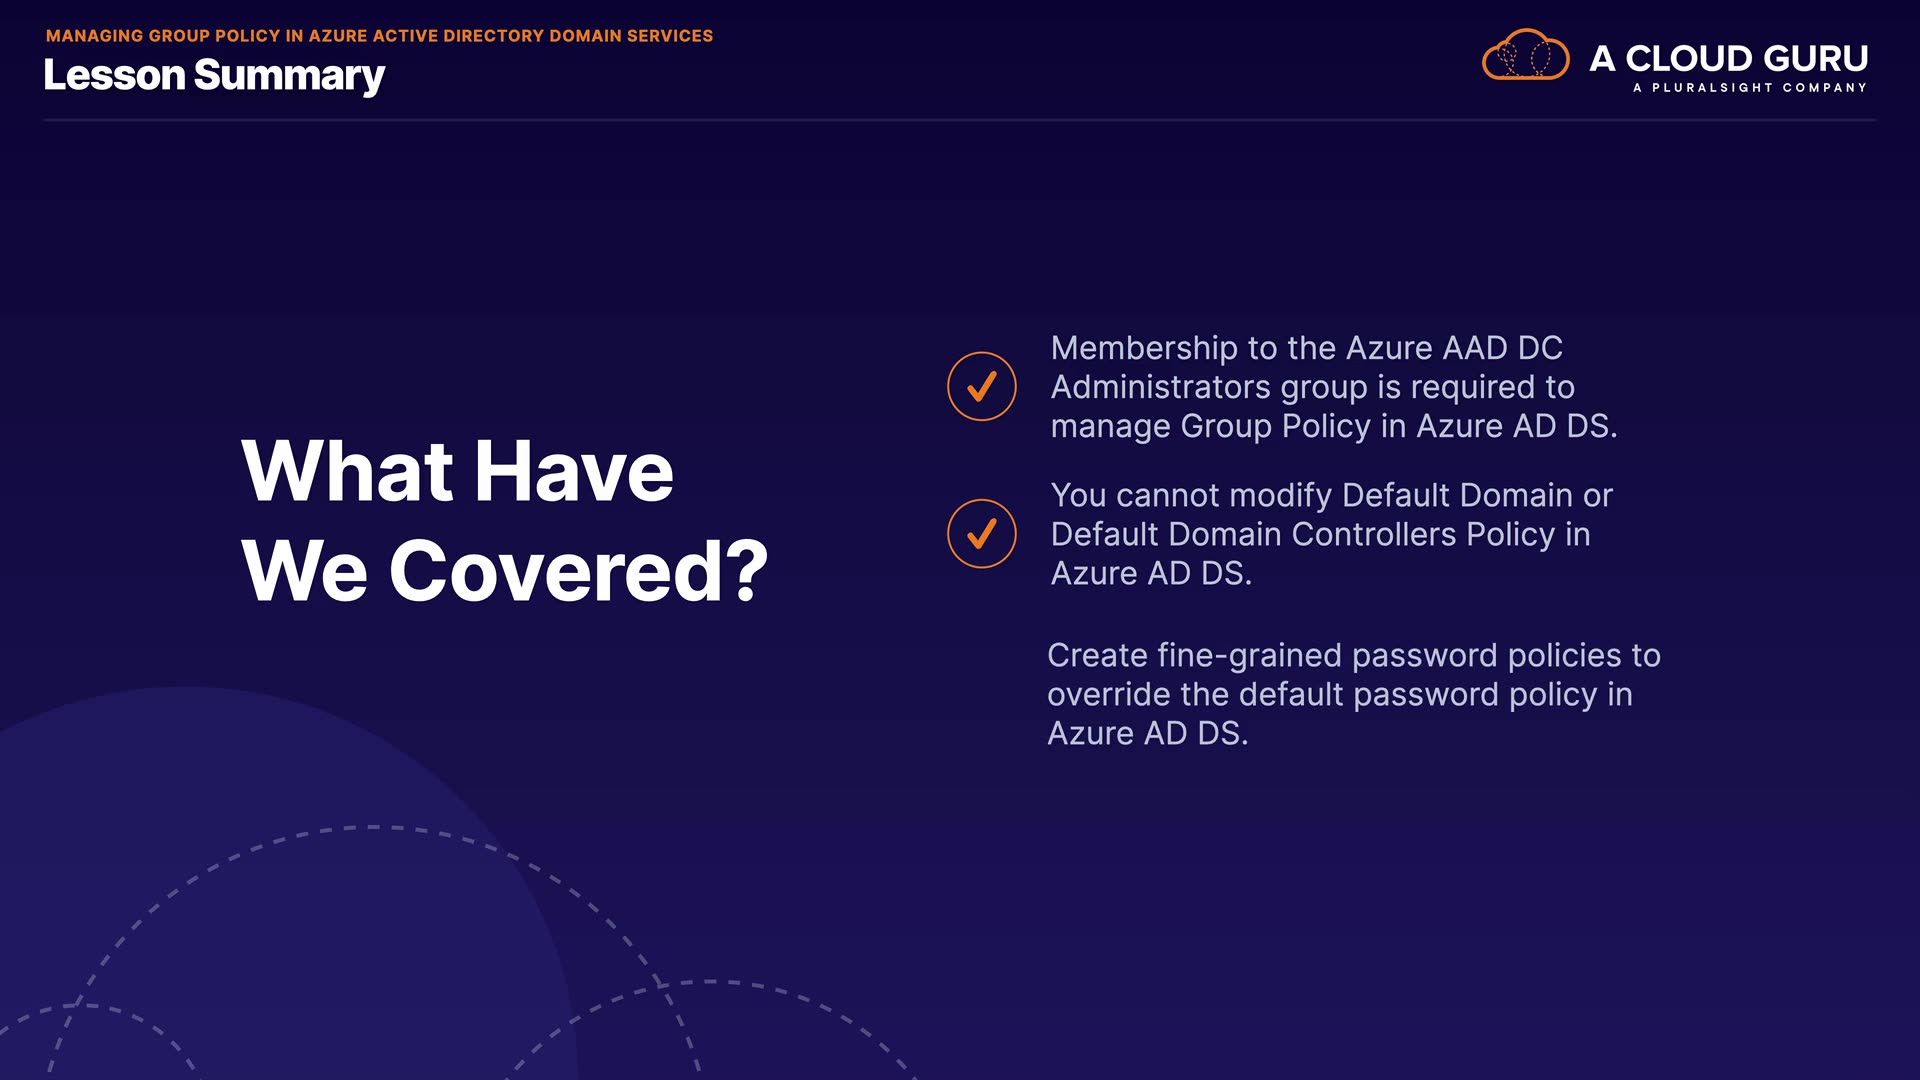 MANAGING GROUP POLICY IN AZURE ACTIVE DIRECTORY DOMAIN SERVICES
Lesson Summary
A CLOUD GURU
A PLURALSIGHT COMPANY
What Have
We Covered?
Membership to the Azure AAD DC
Administrators group is required to
manage Group Policy in Azure AD DS.
You cannot modify Default Domain or
Default Domain Controllers Policy in
Azure AD DS.
Create fine-grained password policies to
override the default password policy in
Azure AD DS.